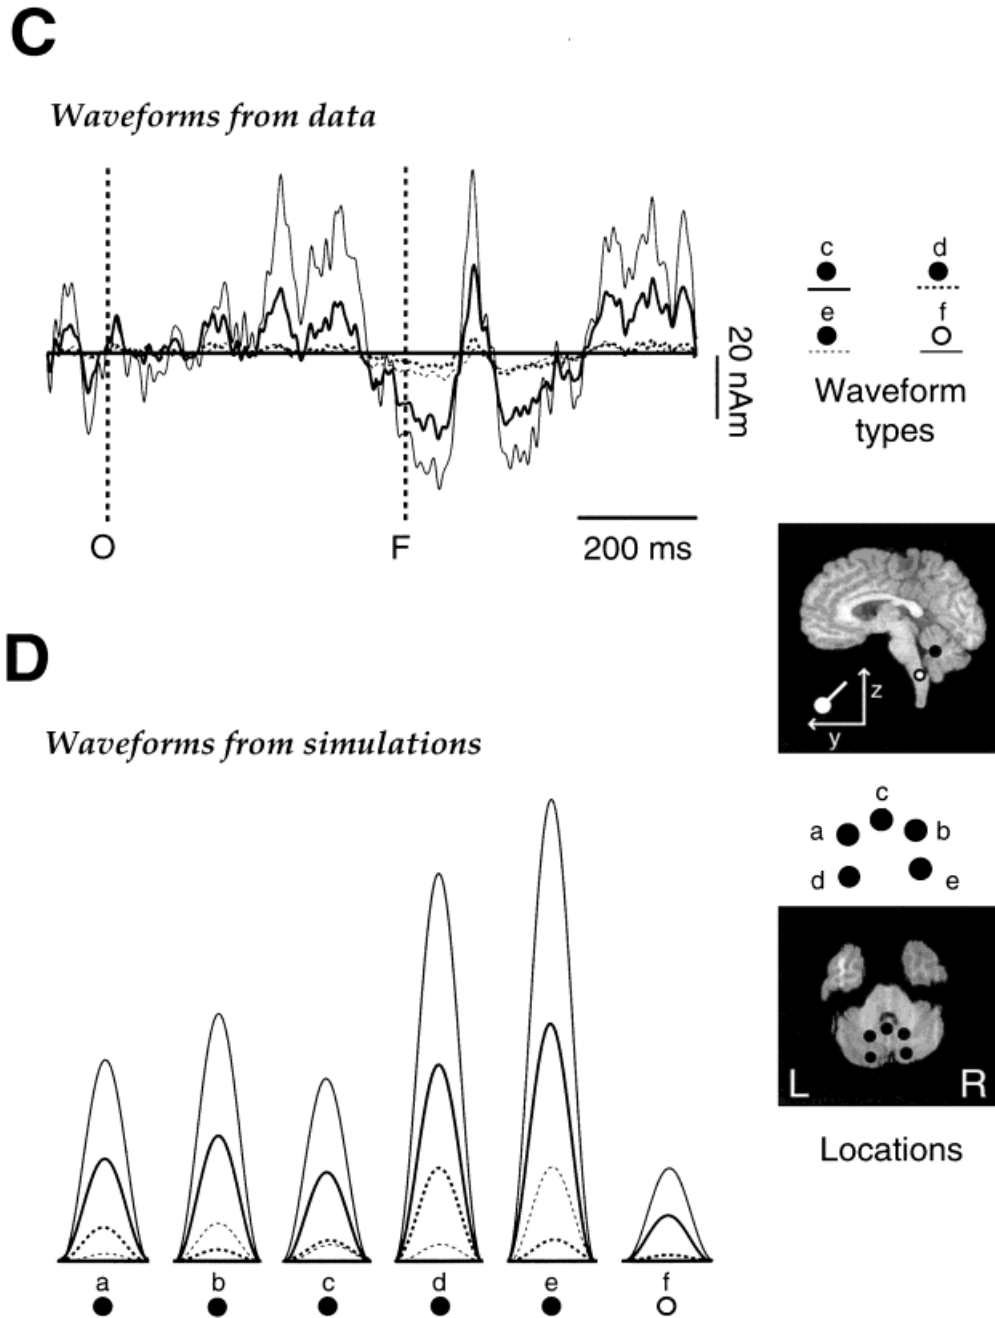 C
Waveforms from data
c d
e f
20 nAm
Waveform
types
O F 200 ms
z
y
D
Waveforms from simulations
c
a b
d e
L R
Locations
a b c d e f